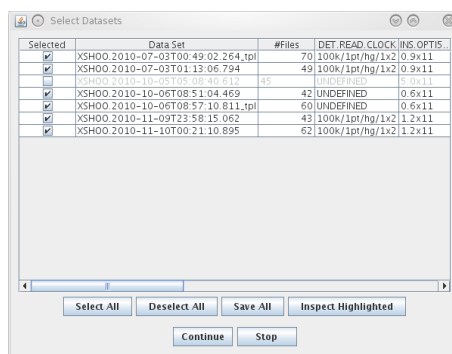 Select Datasets
Selected Data Set #Files DET.READ.CLOCK INS.OPTI5..
XSHOO.2010-07-03T00:49:02.264_tpl 70 100k/1pt/hg/1x2 0.9x11
XSHOO.2010-07-03T01:13:06.794 49 100k/1pt/hg/1x2 0.9x11
XSHOO.2010-10-05T05:08:40.612 45 UNDEFINED 5.0x11
XSHOO.2010-10-06T08:51:04.469 42 UNDEFINED 0.6x11
XSHOO.2010-10-06T08:57:10.811_tpl 60 UNDEFINED 0.6x11
XSHOO.2010-11-09T23:58:15.062 43 100k/1pt/hg/1x2 1.2x11
XSHOO.2010-11-10T00:21:10.895 62 100k/1pt/hg/1x2 1.2x11
Select All Deselect All Save All Inspect Highlighted
Continue Stop